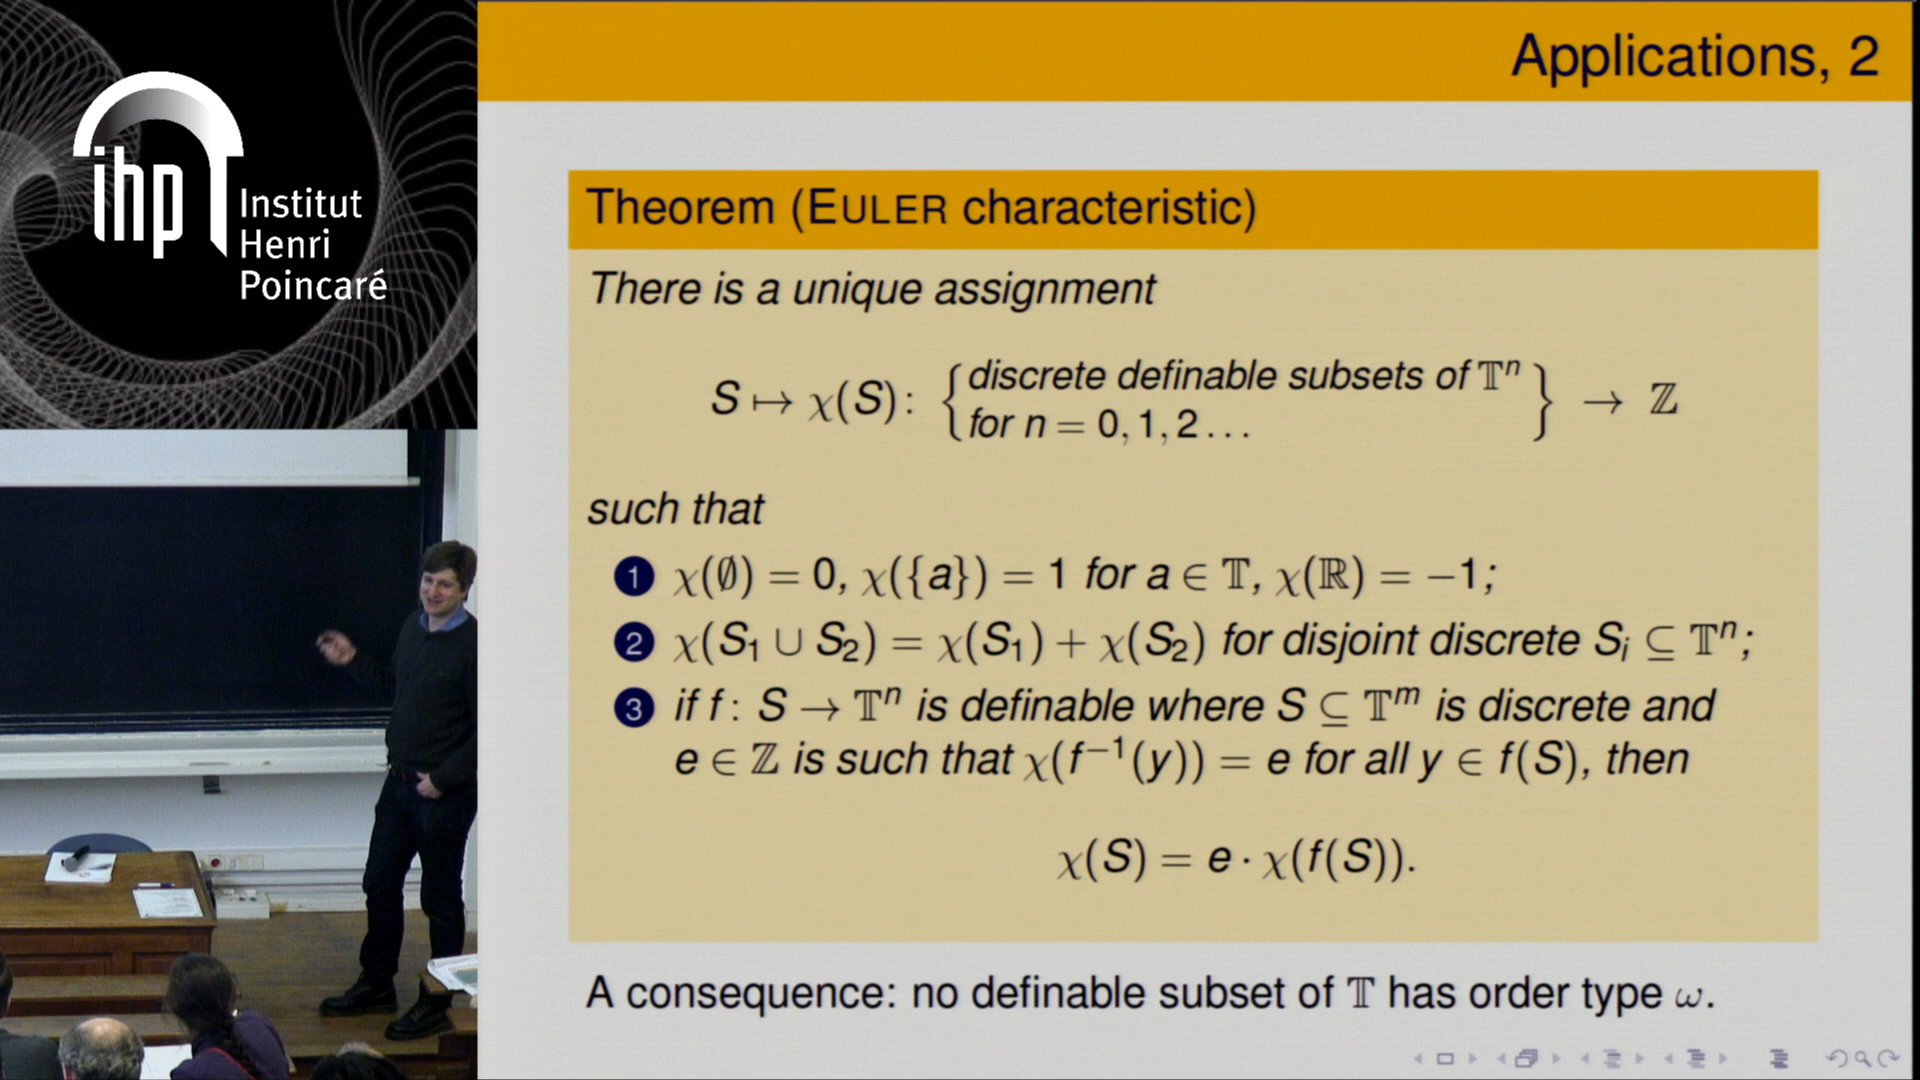 ihp
Institut
Henri
Poincaré
Applications, 2
Theorem (EULER characteristic)
There is a unique assignment
S ↦ χ(S): { discrete definable subsets of 𝕋ⁿ
for n = 0, 1, 2 . . . } → ℤ
such that
1 χ(∅) = 0, χ({a}) = 1 for a ∈ 𝕋, χ(ℝ) = −1;
2 χ(S₁ ∪ S₂) = χ(S₁) + χ(S₂) for disjoint discrete Sᵢ ⊆ 𝕋ⁿ;
3 if f: S → 𝕋ⁿ is definable where S ⊆ 𝕋ᵐ is discrete and
e ∈ ℤ is such that χ(f⁻¹(y)) = e for all y ∈ f(S), then
χ(S) = e · χ(f(S)).
A consequence: no definable subset of 𝕋 has order type ω.